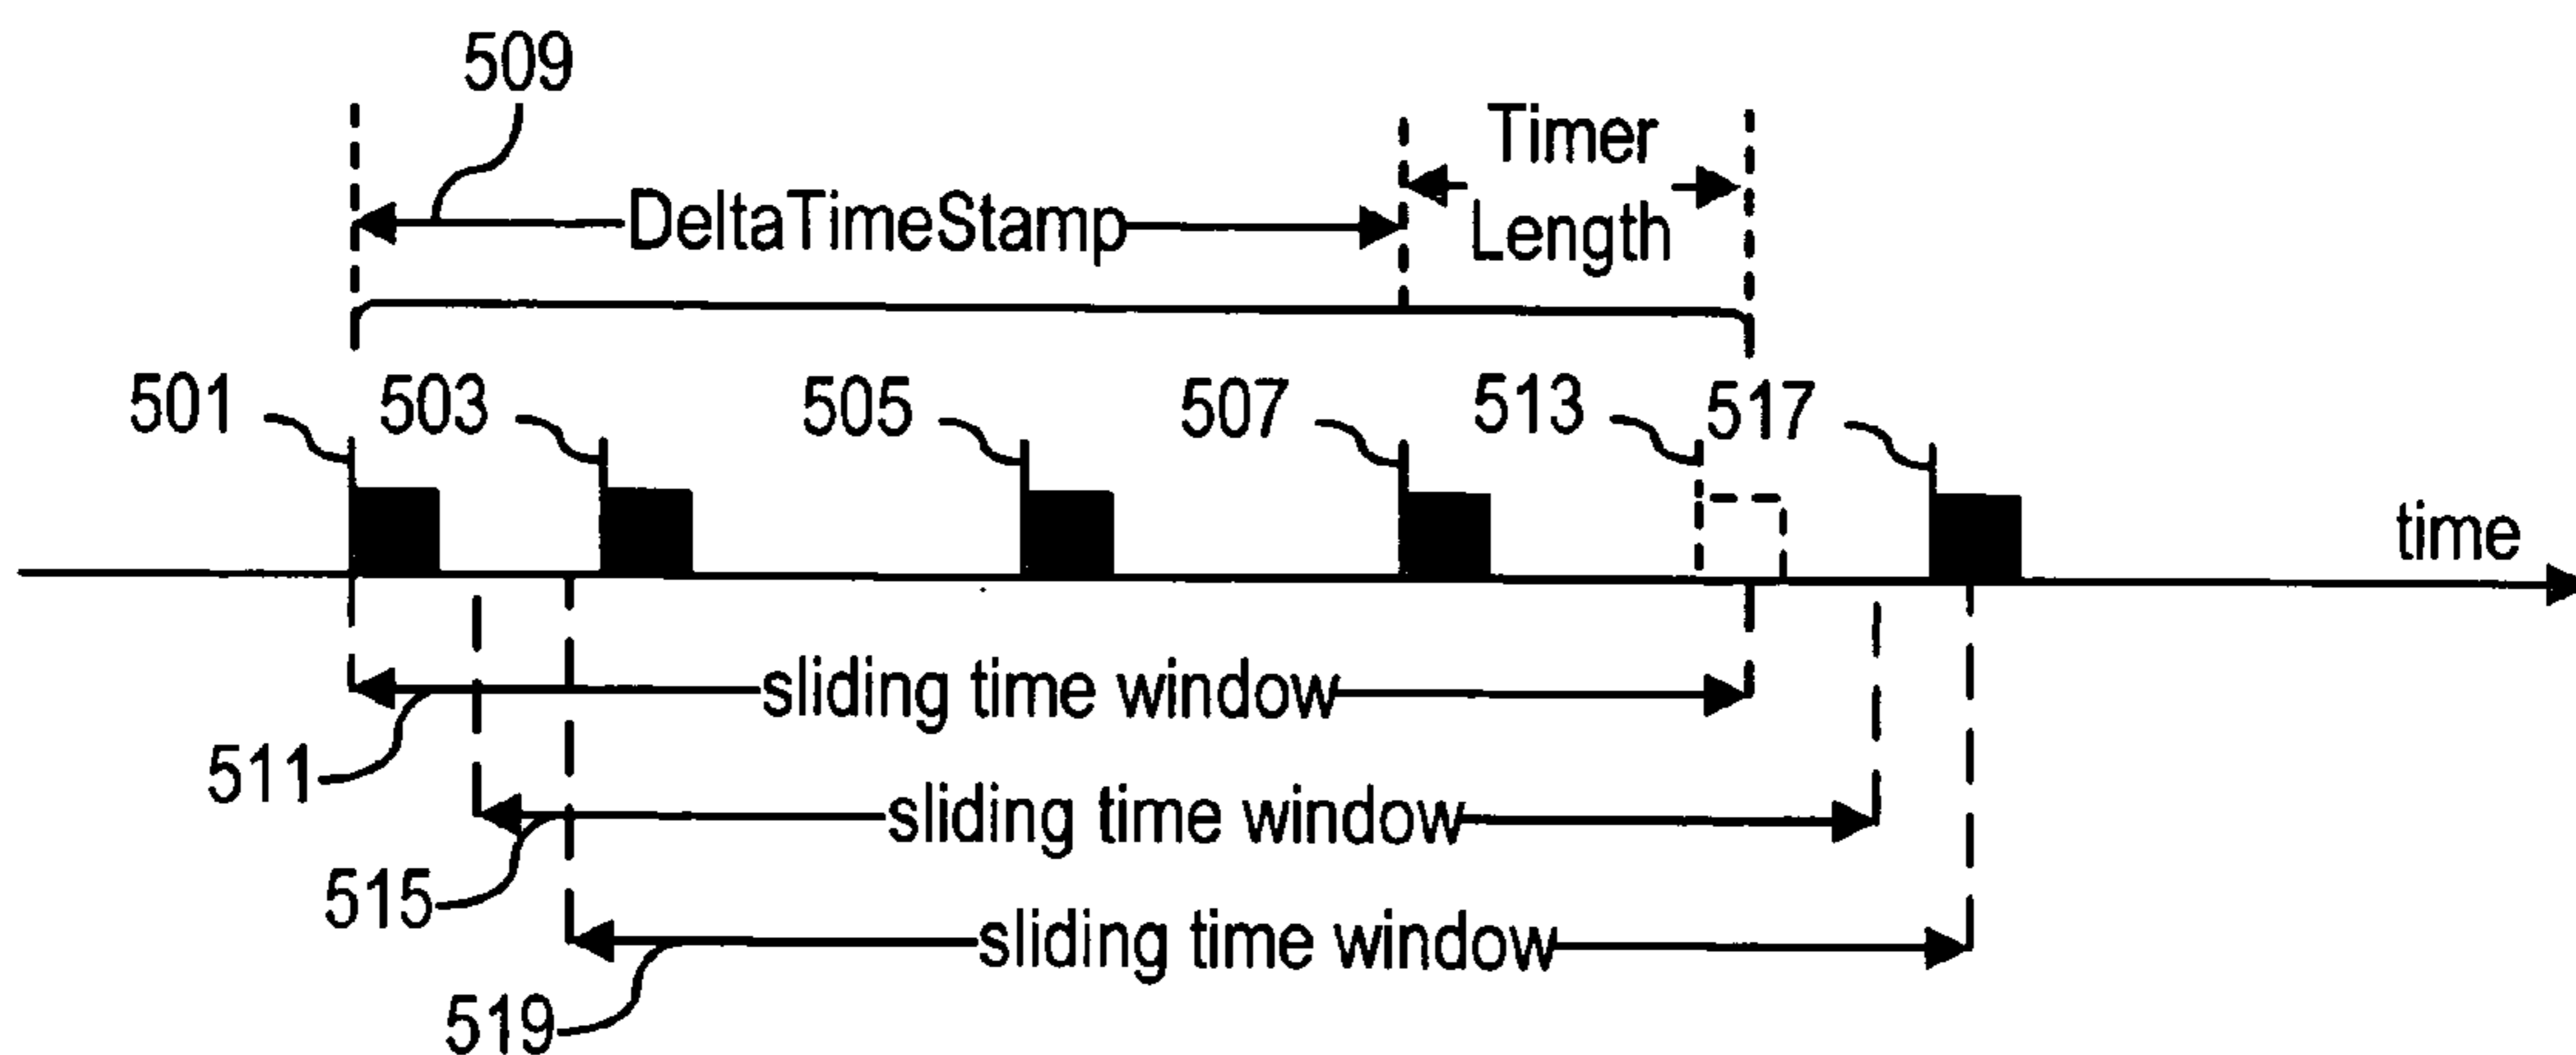 509
Timer
DeltaTimeStamp
Length
501
503
505
507
513
517
time
sliding time window
511
sliding time window
515
sliding time window
519